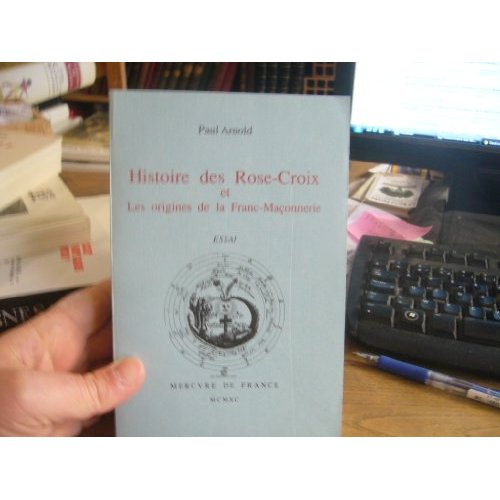 Paul Arnold
Histoire des Rose-Croix
et
Les origines de la Franc-Maçonnerie
ESSAI
MERCVRE DE FRANCE
MCMXC